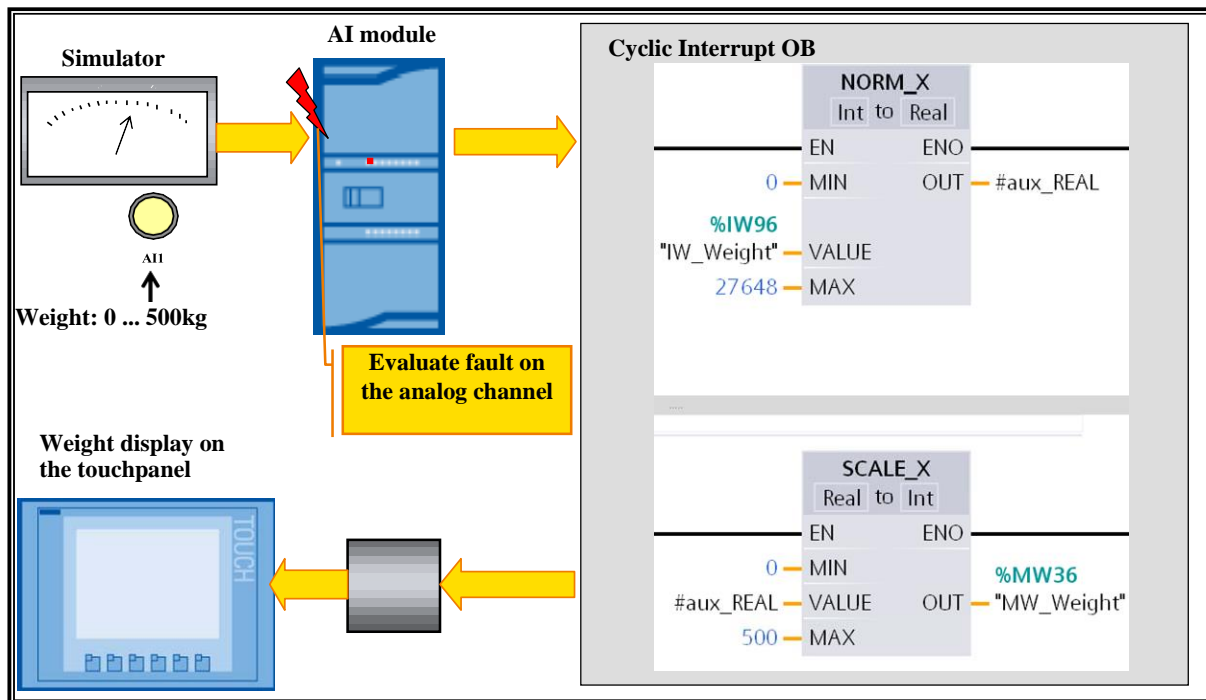 Simulator
AI1
Weight: 0 ... 500kg
AI module
Evaluate fault on
the analog channel
Weight display on
the touchpanel
TOUCH
Cyclic Interrupt OB
NORM_X
Int to Real
EN ENO
0 MIN OUT #aux_REAL
%IW96
"IW_Weight" VALUE
27648 MAX
.....
SCALE_X
Real to Int
EN ENO
0 MIN
%MW36
#aux_REAL VALUE OUT "MW_Weight"
500 MAX